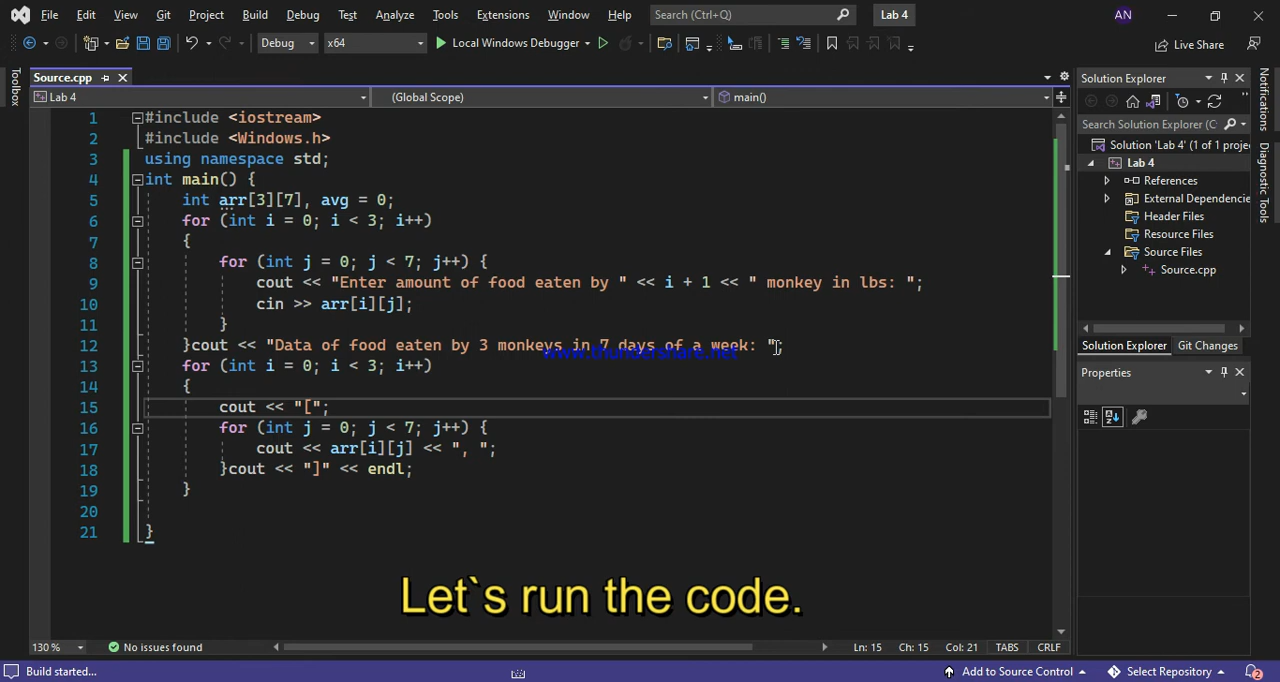 File Edit View Git Project Build Debug Test Analyze Tools Extensions Window Help Search (Ctrl+Q) Lab 4 AN
Debug x64 Local Windows Debugger Live Share
Toolbox
Source.cpp
Lab 4 (Global Scope) main()
1 #include <iostream>
2 #include <Windows.h>
3 using namespace std;
4 int main() {
5 int arr[3][7], avg = 0;
6 for (int i = 0; i < 3; i++)
7 {
8 for (int j = 0; j < 7; j++) {
9 cout << "Enter amount of food eaten by " << i + 1 << " monkey in lbs: ";
10 cin >> arr[i][j];
11 }
12 }cout << "Data of food eaten by 3 monkeys in 7 days of a week: "
www.thundershare.net
13 for (int i = 0; i < 3; i++)
14 {
15 cout << "[";
16 for (int j = 0; j < 7; j++) {
17 cout << arr[i][j] << ", ";
18 }cout << "]" << endl;
19 }
20
21 }
Let`s run the code.
130 % No issues found Ln: 15 Ch: 15 Col: 21 TABS CRLF
Build started... Add to Source Control Select Repository 2
Solution Explorer
Search Solution Explorer (C
Solution 'Lab 4' (1 of 1 proje
Lab 4
References
External Dependencie
Header Files
Resource Files
Source Files
Source.cpp
Solution Explorer Git Changes
Properties
Notifications
Diagnostic Tools